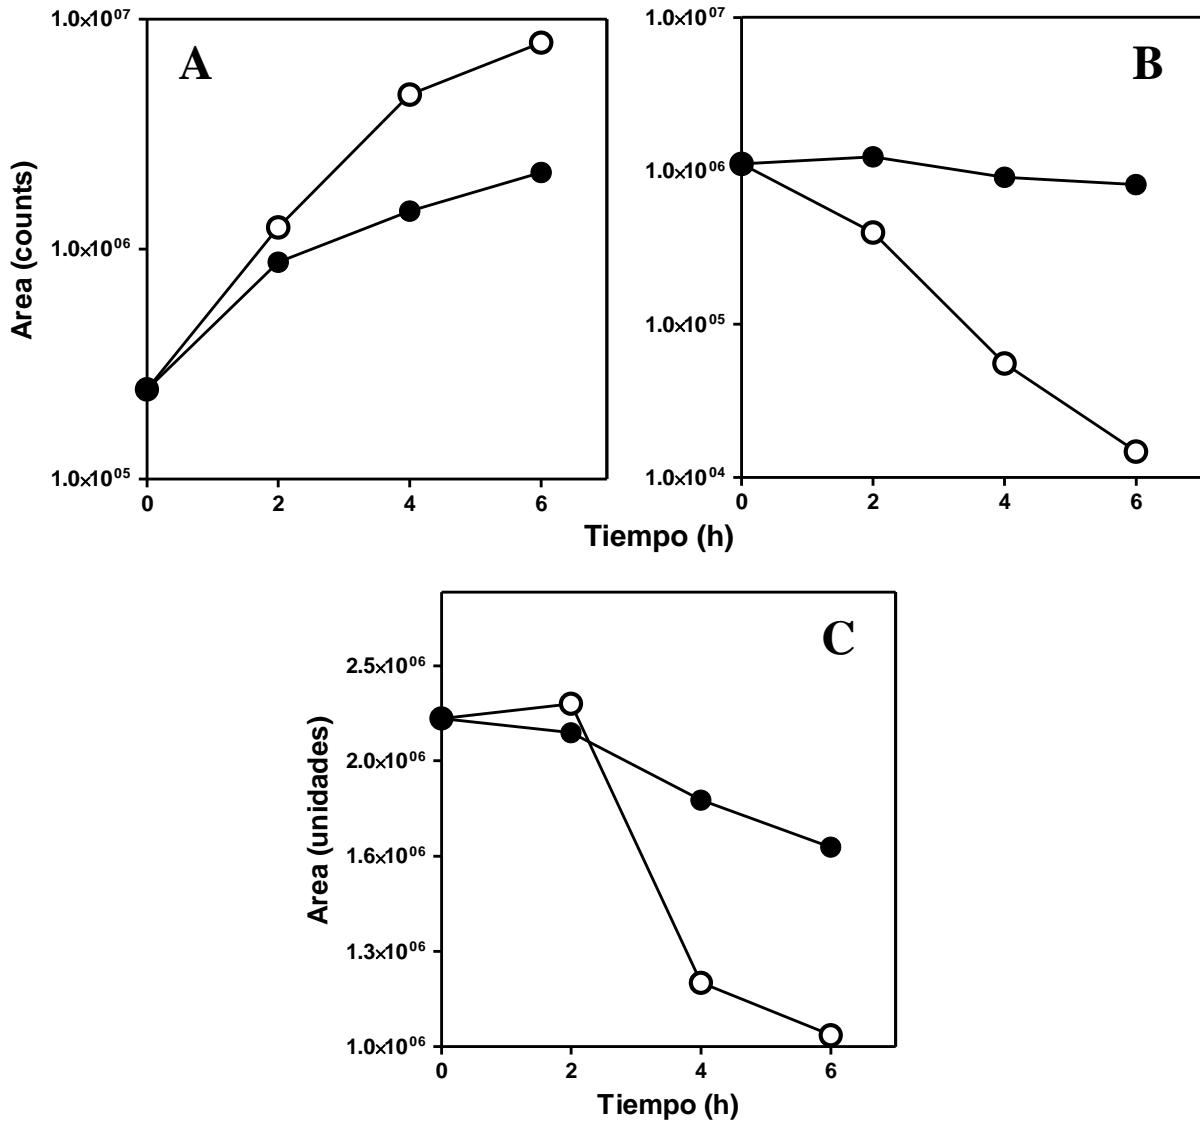 A
Area (counts)
1.0×10⁰⁷
1.0×10⁰⁶
1.0×10⁰⁵
0 2 4 6
B
1.0×10⁰⁷
1.0×10⁰⁶
1.0×10⁰⁵
1.0×10⁰⁴
0 2 4 6
Tiempo (h)
C
Area (unidades)
2.5×10⁰⁶
2.0×10⁰⁶
1.6×10⁰⁶
1.3×10⁰⁶
1.0×10⁰⁶
0 2 4 6
Tiempo (h)